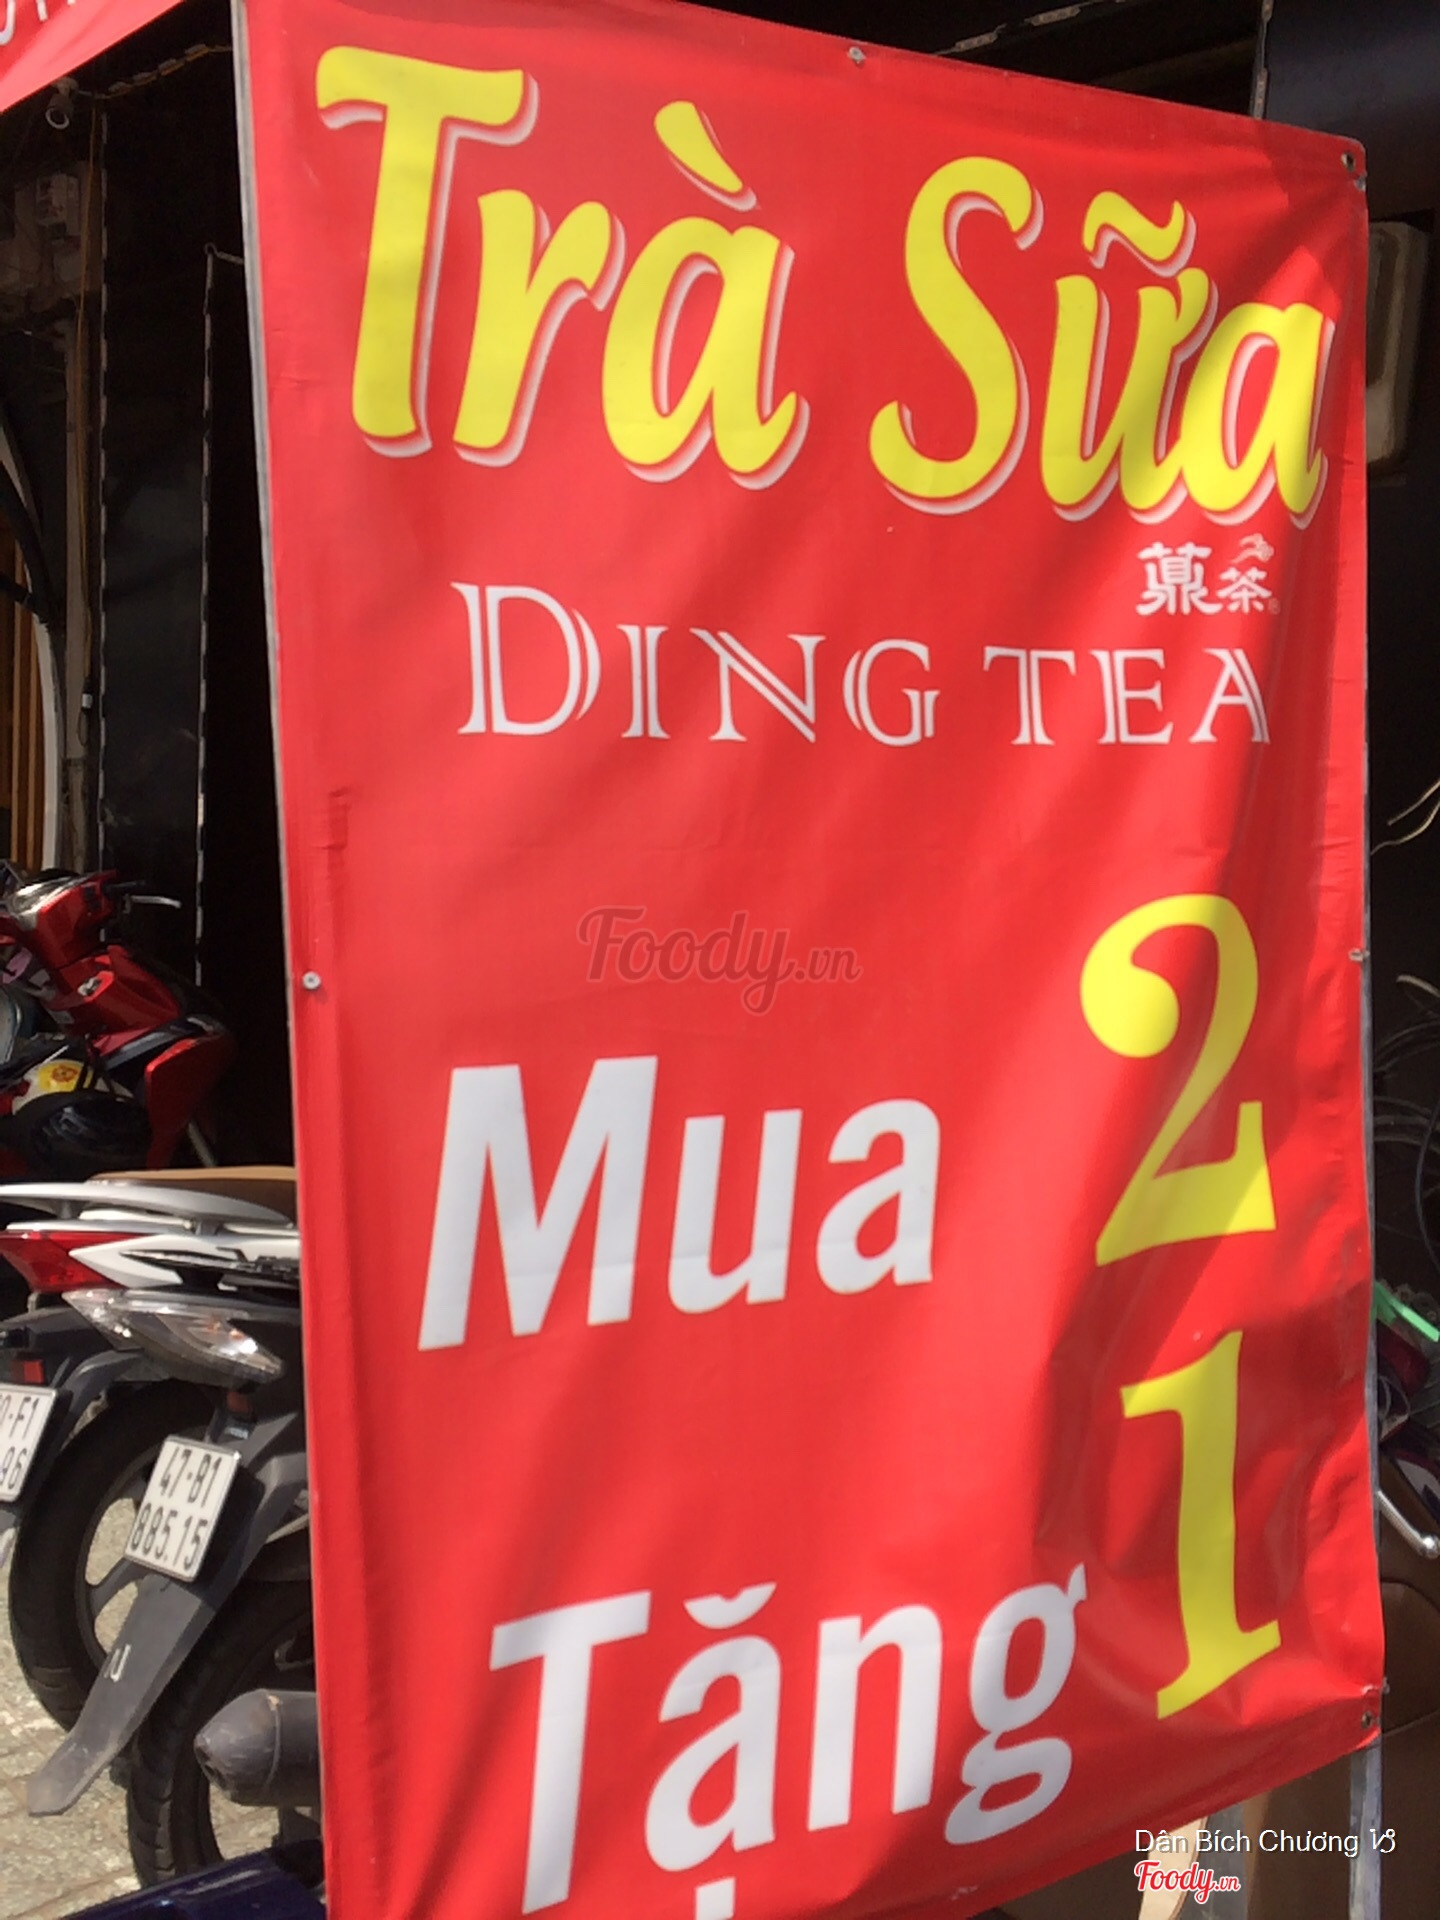 Trà Sữa
薡茶
DING TEA
Foody.vn
2
Mua
1
Tặng
47-B1
885.15
Dân Bích Chương
Foody.vn